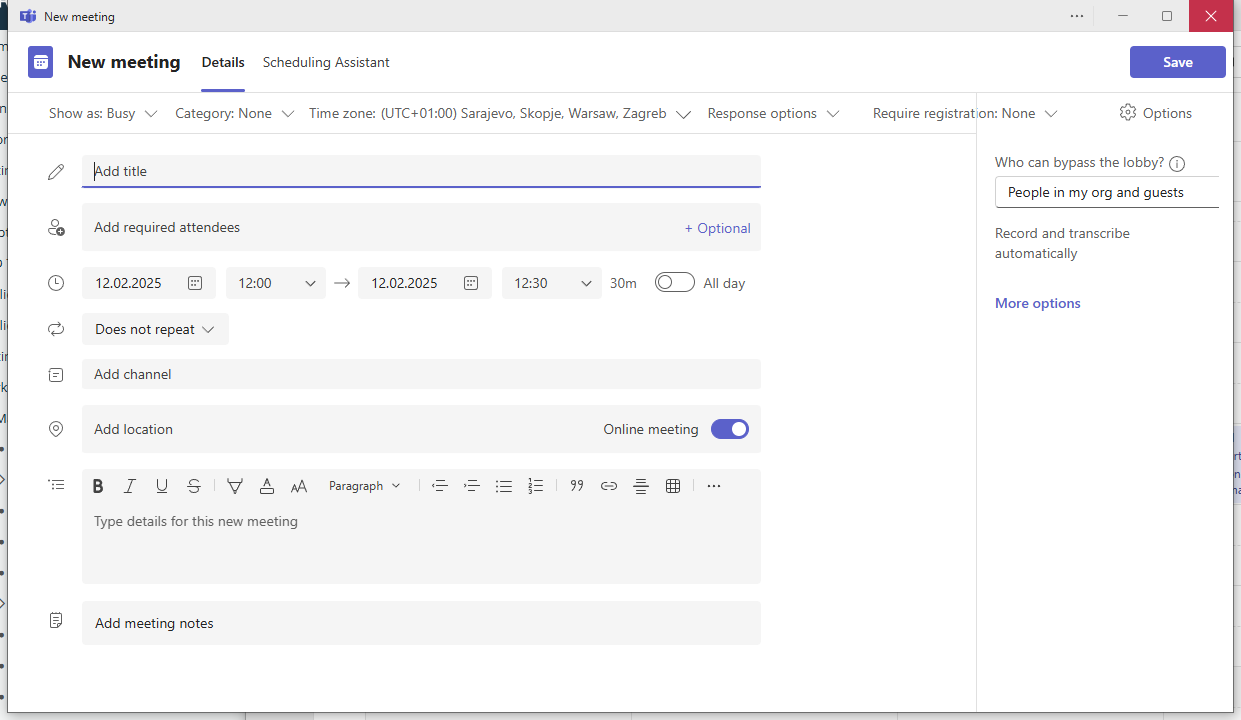 New meeting
New meeting Details Scheduling Assistant Save
Show as: Busy Category: None Time zone: (UTC+01:00) Sarajevo, Skopje, Warsaw, Zagreb Response options Require registration: None Options
Add title
Who can bypass the lobby?
People in my org and guests
Add required attendees + Optional
Record and transcribe
automatically
12.02.2025 12:00 12.02.2025 12:30 30m All day
More options
Does not repeat
Add channel
Add location Online meeting
Paragraph
Type details for this new meeting
Add meeting notes